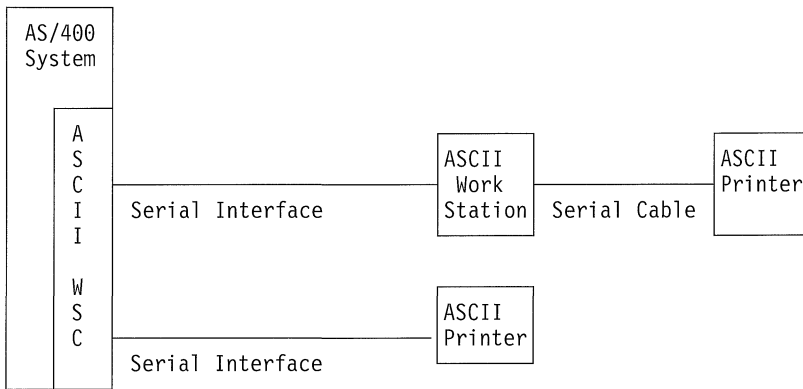 AS/400
System
A
S
C
I
I
W
S
C
Serial Interface
ASCII
Work
Station
Serial Cable
ASCII
Printer
Serial Interface
ASCII
Printer